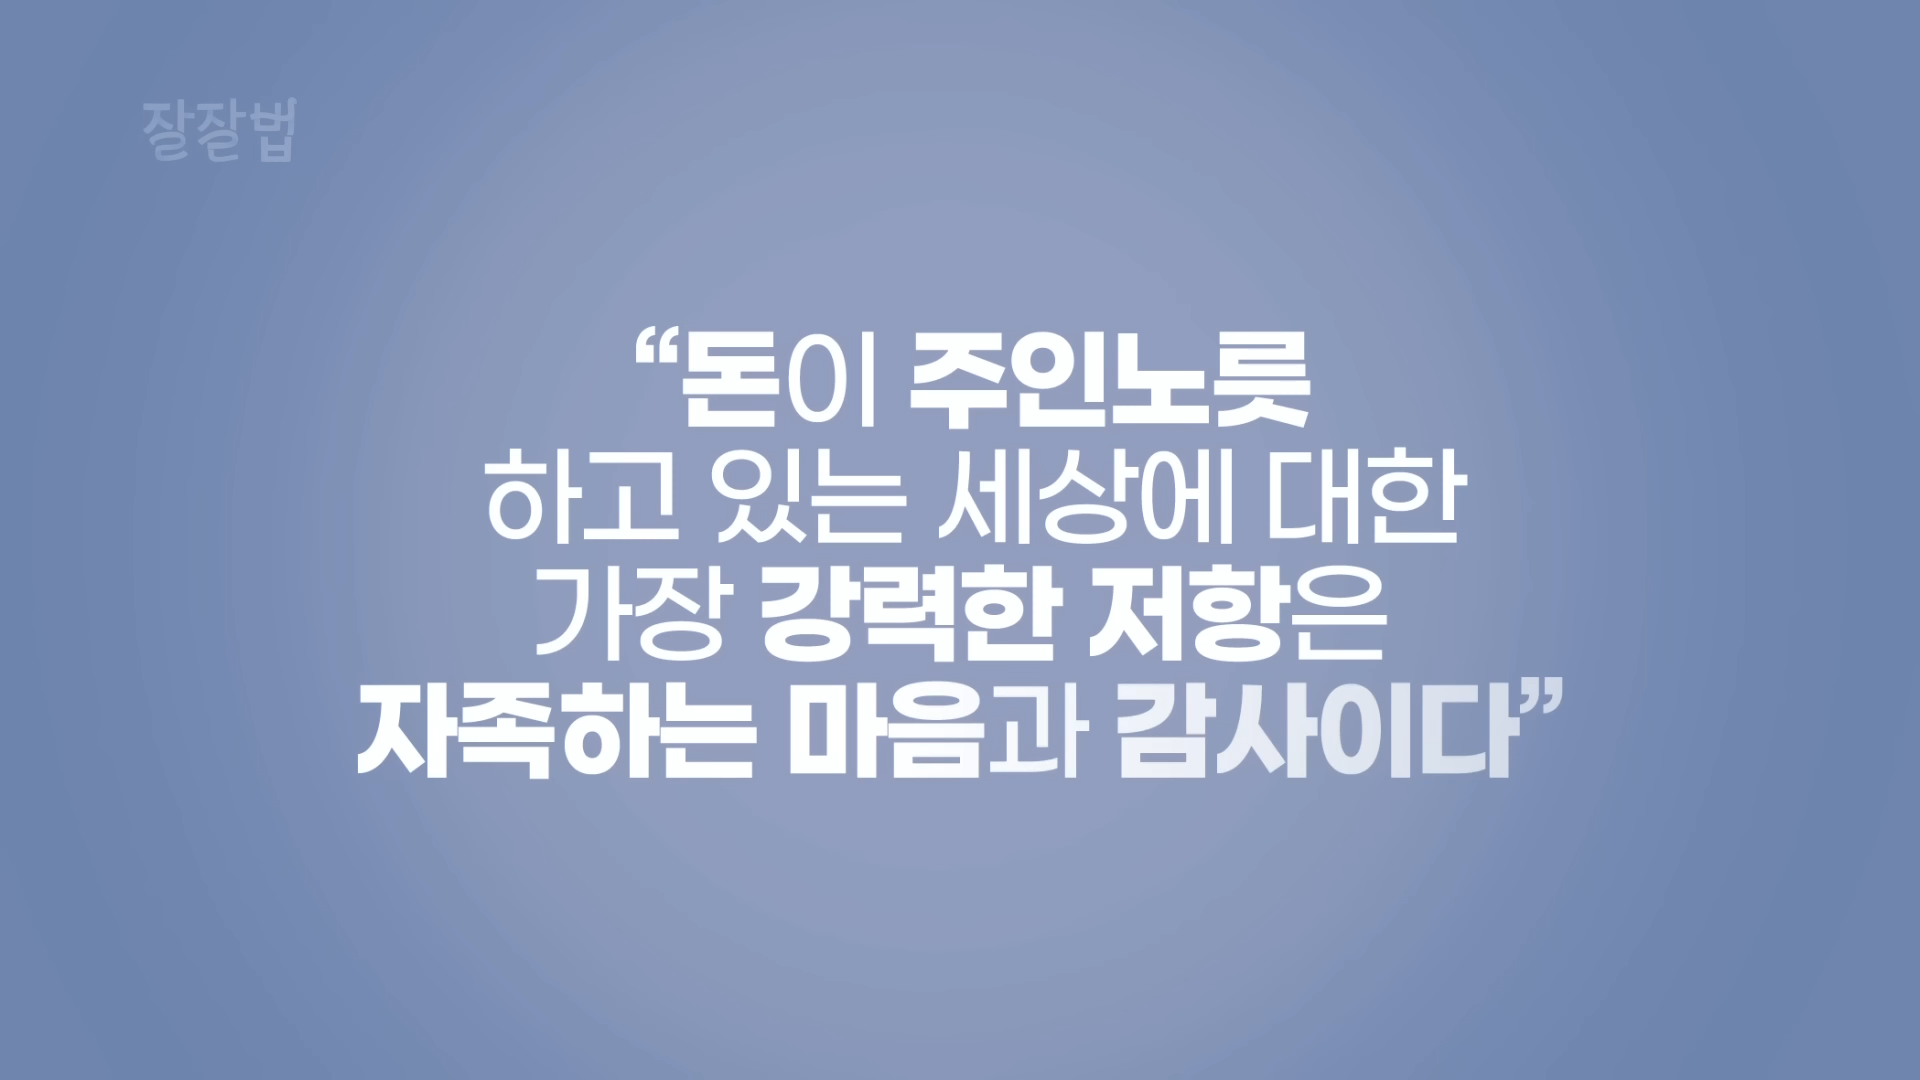 잘잘법
“돈이 주인노릇
하고 있는 세상에 대한
가장 강력한 저항은
자족하는 마음과 감사이다”